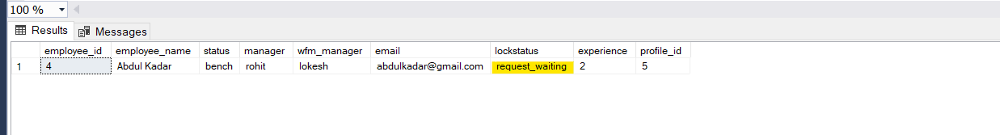 100 %
Results Messages
employee_id employee_name status manager wfm_manager email lockstatus experience profile_id
1 4 Abdul Kadar bench rohit lokesh abdulkadar@gmail.com request_waiting 2 5